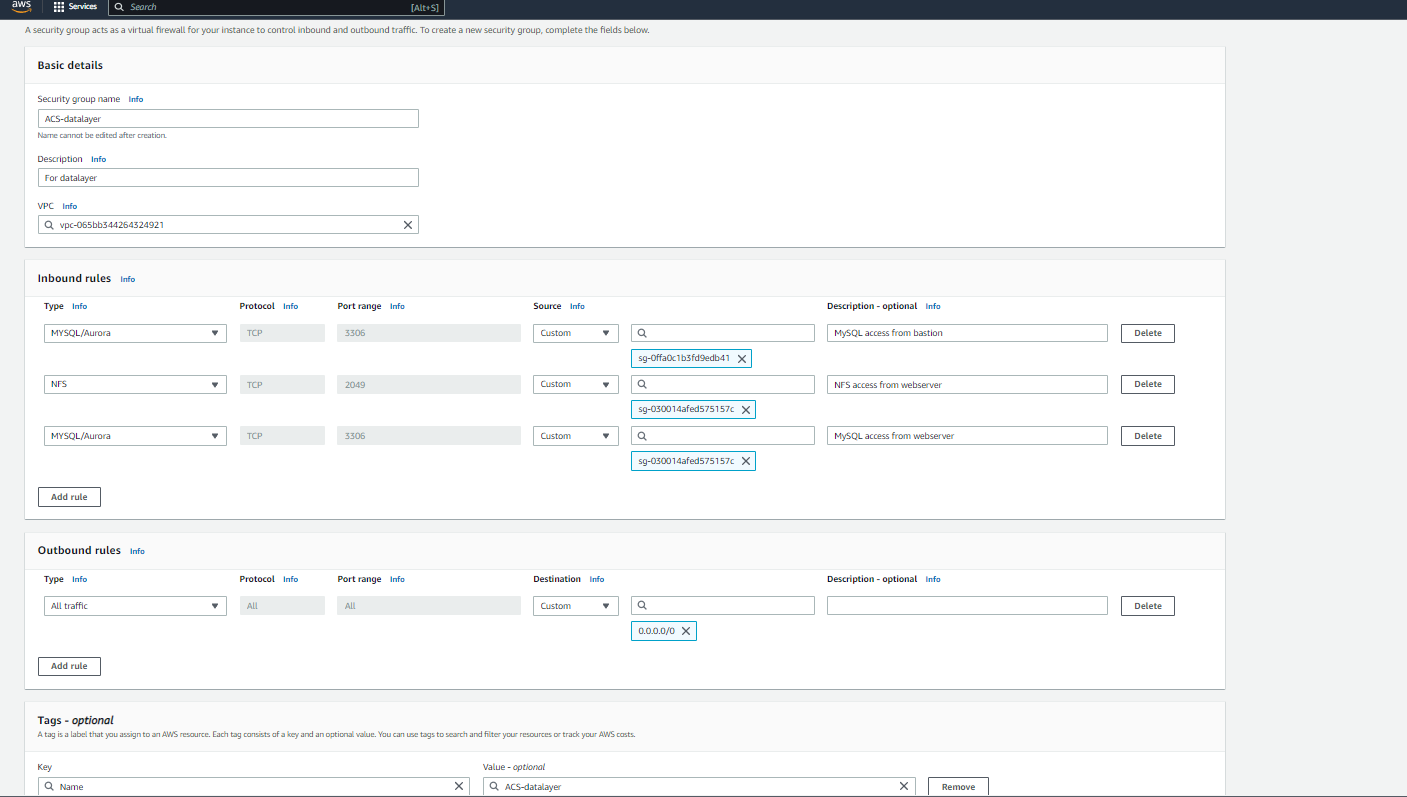 aws Services Search [Alt+S]
A security group acts as a virtual firewall for your instance to control inbound and outbound traffic. To create a new security group, complete the fields below.
Basic details
Security group name Info
ACS-datalayer
Name cannot be edited after creation.
Description Info
For datalayer
VPC Info
vpc-065bb344264324921
Inbound rules Info
Type Info Protocol Info Port range Info Source Info Description - optional Info
MYSQL/Aurora TCP 3306 Custom MySQL access from bastion Delete
sg-0ffa0c1b3fd9edb41
NFS TCP 2049 Custom NFS access from webserver Delete
sg-030014afed575157c
MYSQL/Aurora TCP 3306 Custom MySQL access from webserver Delete
sg-030014afed575157c
Add rule
Outbound rules Info
Type Info Protocol Info Port range Info Destination Info Description - optional Info
All traffic All All Custom Delete
0.0.0.0/0
Add rule
Tags - optional
A tag is a label that you assign to an AWS resource. Each tag consists of a key and an optional value. You can use tags to search and filter your resources or track your AWS costs.
Key Value - optional
Name ACS-datalayer Remove